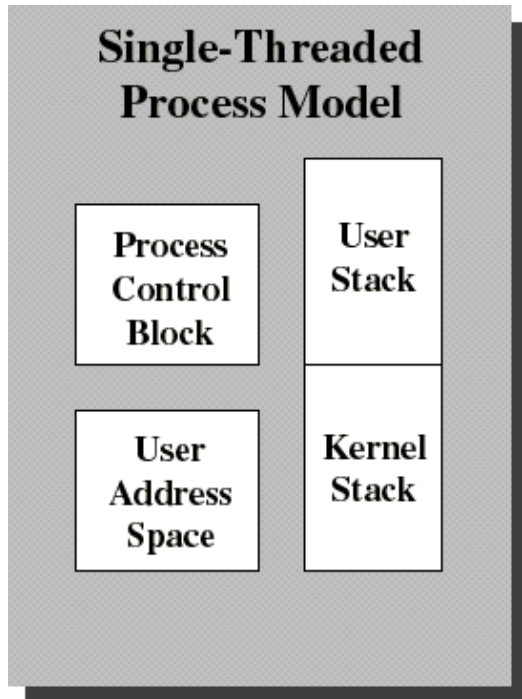 Single-Threaded
Process Model
Process
Control
Block
User
Stack
User
Address
Space
Kernel
Stack